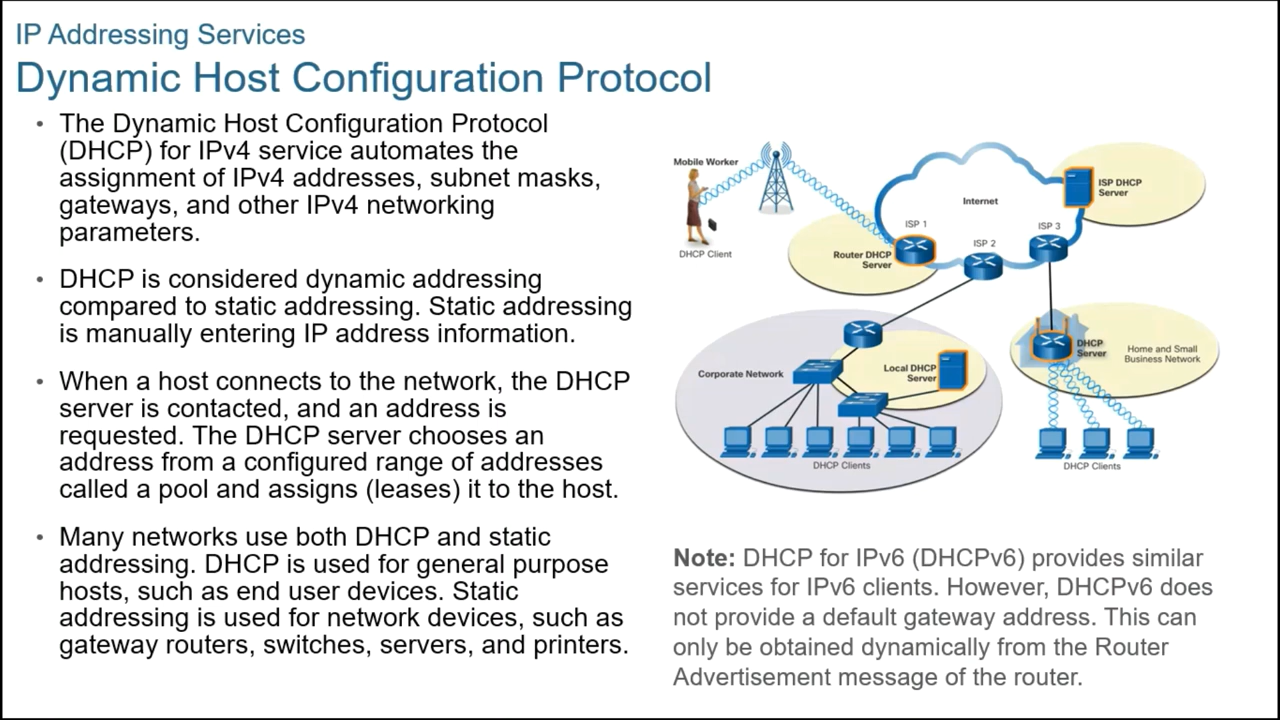 IP Addressing Services
Dynamic Host Configuration Protocol
• The Dynamic Host Configuration Protocol
(DHCP) for IPv4 service automates the
assignment of IPv4 addresses, subnet masks,
gateways, and other IPv4 networking
parameters.
• DHCP is considered dynamic addressing
compared to static addressing. Static addressing
is manually entering IP address information.
• When a host connects to the network, the DHCP
server is contacted, and an address is
requested. The DHCP server chooses an
address from a configured range of addresses
called a pool and assigns (leases) it to the host.
• Many networks use both DHCP and static
addressing. DHCP is used for general purpose
hosts, such as end user devices. Static
addressing is used for network devices, such as
gateway routers, switches, servers, and printers.
Mobile Worker
DHCP Client
Internet
ISP DHCP
Server
ISP 1
ISP 2
ISP 3
Router DHCP
Server
Corporate Network
Local DHCP
Server
DHCP Clients
DHCP
Server
Home and Small
Business Network
DHCP Clients
Note: DHCP for IPv6 (DHCPv6) provides similar
services for IPv6 clients. However, DHCPv6 does
not provide a default gateway address. This can
only be obtained dynamically from the Router
Advertisement message of the router.